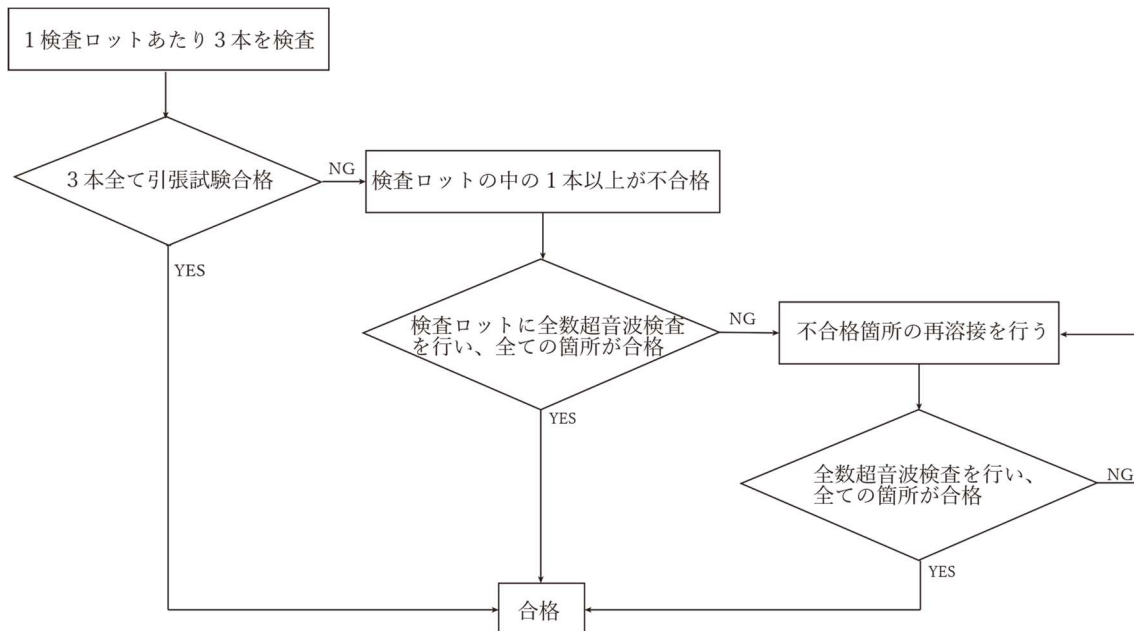 1検査ロットあたり3本を検査
3本全て引張試験合格
NG
検査ロットの中の1本以上が不合格
YES
検査ロットに全数超音波検査
を行い、全ての箇所が合格
NG
不合格箇所の再溶接を行う
YES
全数超音波検査を行い、
全ての箇所が合格
NG
YES
合格